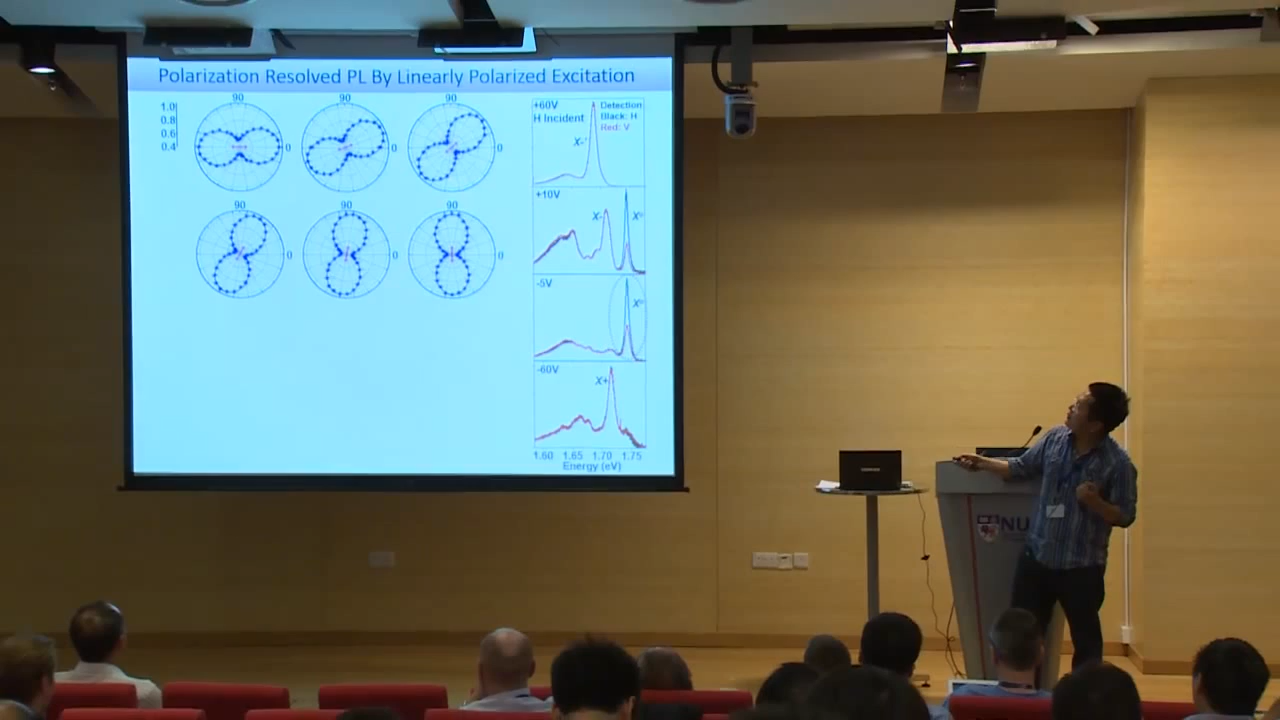 Polarization Resolved PL By Linearly Polarized Excitation
90
90
90
1.0
0.8
0.6
0.4
0
0
0
90
90
90
0
0
0
+60V
H Incident
Detection
Black: H
Red: V
+10V
X-
X⁰
-5V
X⁰
-60V
X+
1.60 1.65 1.70 1.75
Energy (eV)
NU